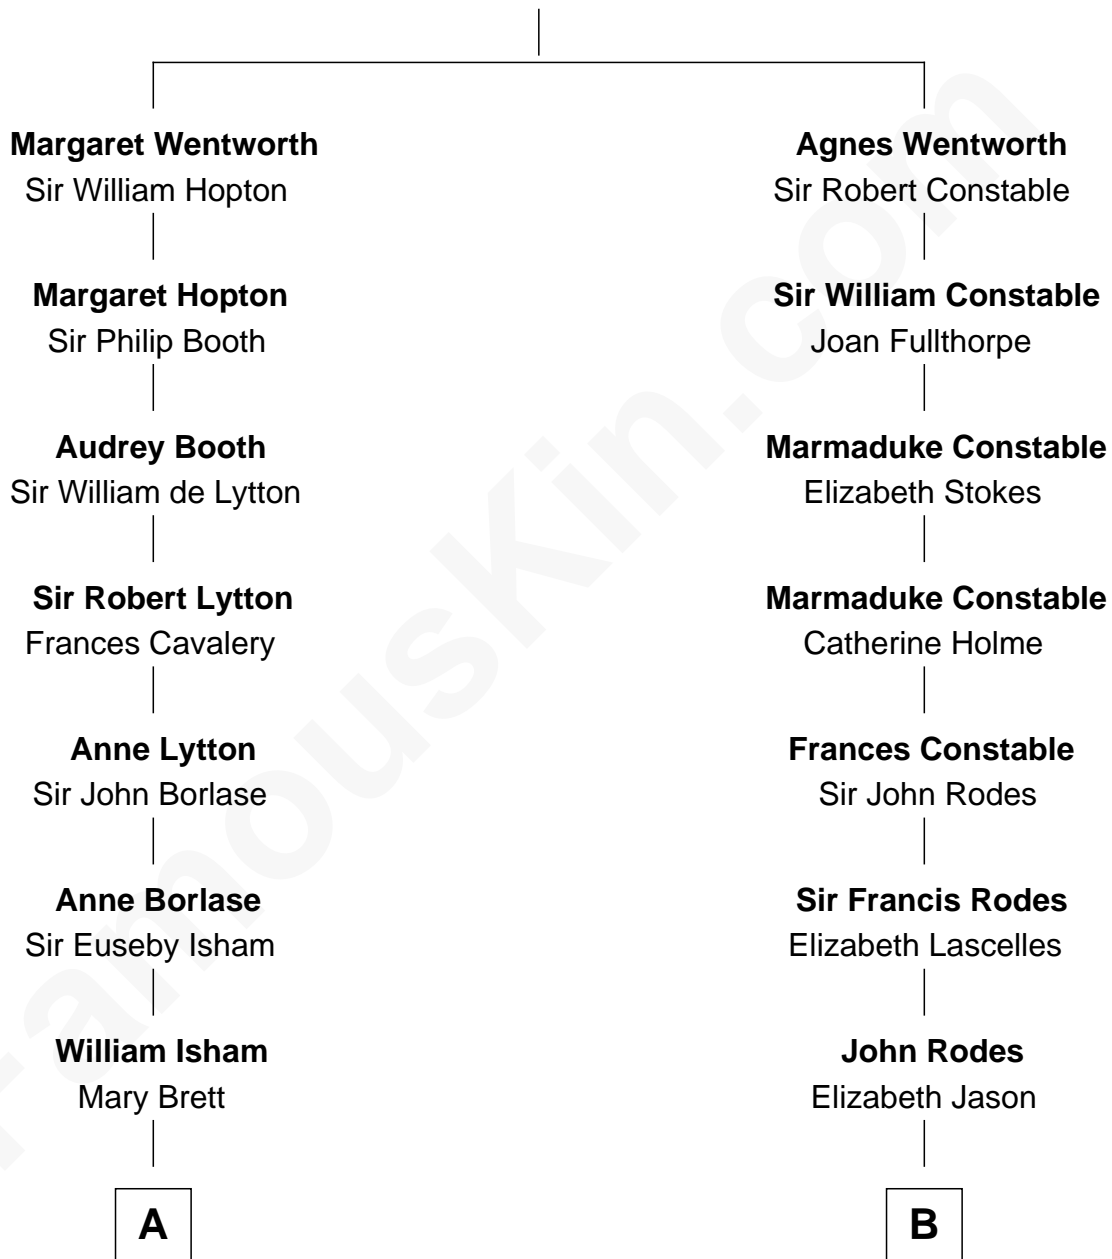 Margaret Wentworth
Sir William Hopton
Margaret Hopton
Sir Philip Booth
Audrey Booth
Sir William de Lytton
Sir Robert Lytton
Frances Cavalery
Anne Lytton
Sir John Borlase
Anne Borlase
Sir Euseby Isham
William Isham
Mary Brett
A
Agnes Wentworth
Sir Robert Constable
Sir William Constable
Joan Fullthorpe
Marmaduke Constable
Elizabeth Stokes
Marmaduke Constable
Catherine Holme
Frances Constable
Sir John Rodes
Sir Francis Rodes
Elizabeth Lascelles
John Rodes
Elizabeth Jason
B
FamousKin.com